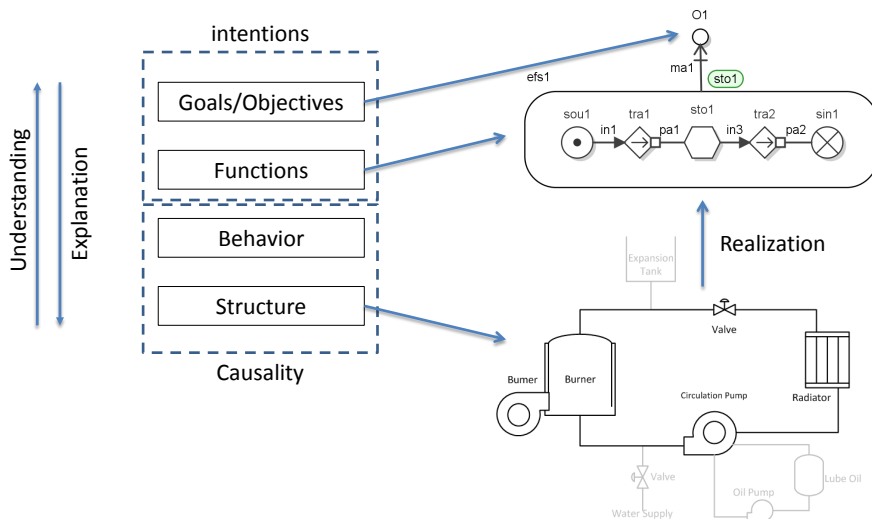 intentions
Goals/Objectives
Functions
Behavior
Structure
Causality
Understanding
Explanation
O1
ma1
sto1
efs1
sou1
tra1
sto1
tra2
sin1
in1
pa1
in3
pa2
Realization
Expansion
Tank
Valve
Burner
Burner
Circulation Pump
Radiator
Valve
Water Supply
Oil Pump
Lube Oil